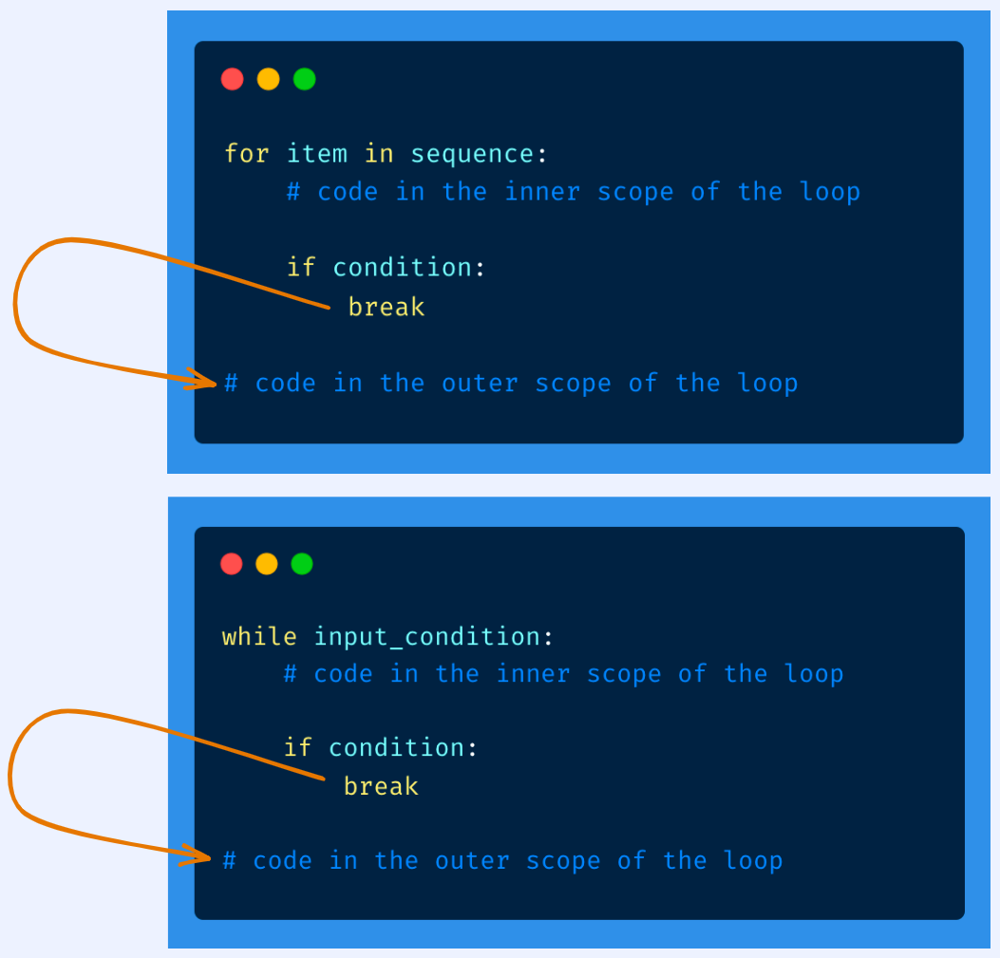 for item in sequence:
    # code in the inner scope of the loop
    if condition:
        break
# code in the outer scope of the loop
while input_condition:
    # code in the inner scope of the loop
    if condition:
        break
# code in the outer scope of the loop